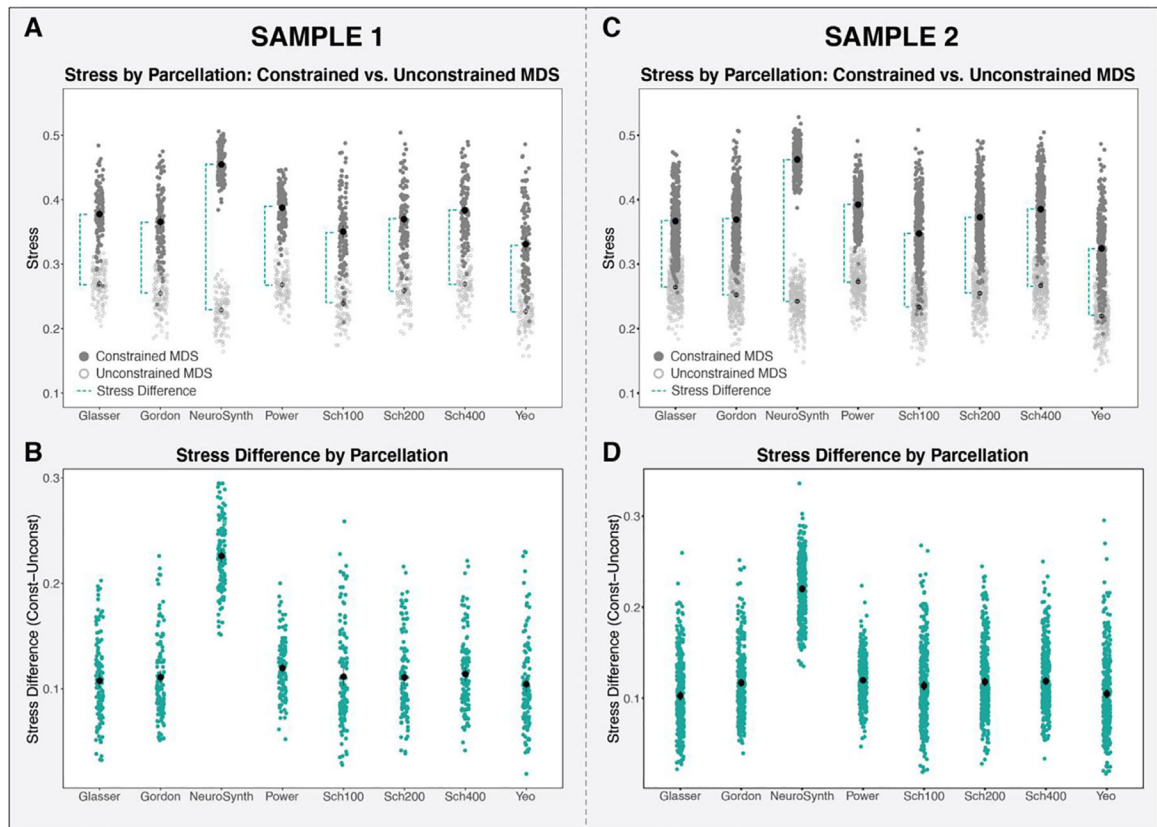 A
SAMPLE 1
Stress by Parcellation: Constrained vs. Unconstrained MDS
Stress
0.5
0.4
0.3
0.2
0.1
Constrained MDS
Unconstrained MDS
Stress Difference
Glasser Gordon NeuroSynth Power Sch100 Sch200 Sch400 Yeo
B
Stress Difference by Parcellation
Stress Difference (Const-Unconst)
0.3
0.2
0.1
Glasser Gordon NeuroSynth Power Sch100 Sch200 Sch400 Yeo
C
SAMPLE 2
Stress by Parcellation: Constrained vs. Unconstrained MDS
Stress
0.5
0.4
0.3
0.2
0.1
Constrained MDS
Unconstrained MDS
Stress Difference
Glasser Gordon NeuroSynth Power Sch100 Sch200 Sch400 Yeo
D
Stress Difference by Parcellation
Stress Difference (Const-Unconst)
0.3
0.2
0.1
Glasser Gordon NeuroSynth Power Sch100 Sch200 Sch400 Yeo